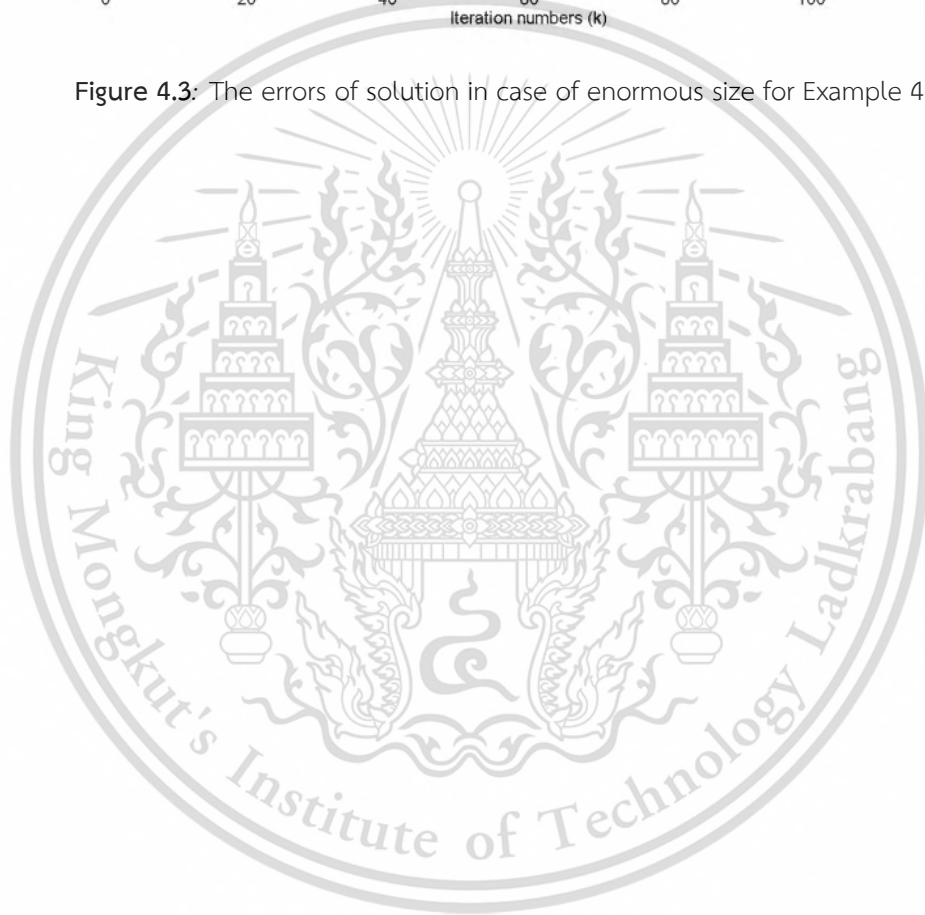 Iteration numbers (k)
Figure 4.3: The errors of solution in case of enormous size for Example 4
King Mongkut's Institute of Technology Ladkrabang